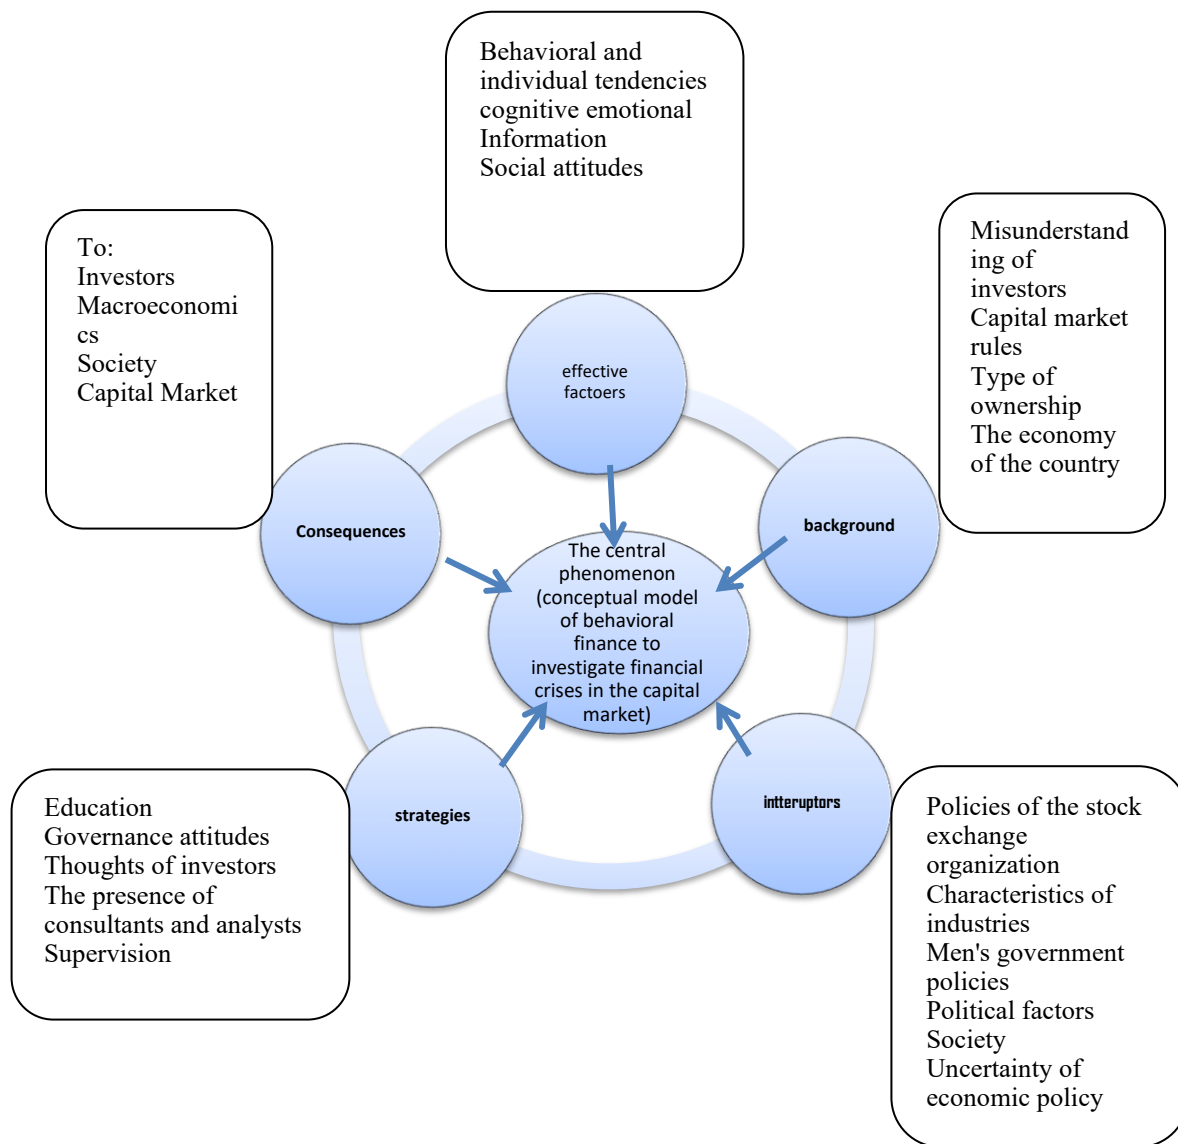 Behavioral and
individual tendencies
cognitive emotional
Information
Social attitudes
To:
Investors
Macroeconomi
cs
Society
Capital Market
Misunderstand
ing of
investors
Capital market
rules
Type of
ownership
The economy
of the country
effective
factoers
Consequences
background
The central
phenomenon
(conceptual model
of behavioral
finance to
investigate financial
crises in the capital
market)
strategies
intteruptors
Education
Governance attitudes
Thoughts of investors
The presence of
consultants and analysts
Supervision
Policies of the stock
exchange
organization
Characteristics of
industries
Men's government
policies
Political factors
Society
Uncertainty of
economic policy